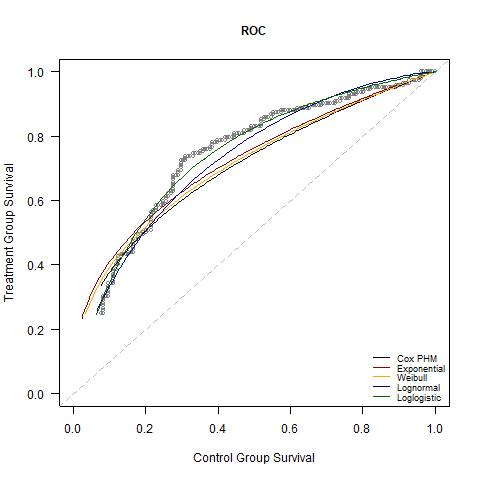 ROC
Treatment Group Survival
1.0
0.8
0.6
0.4
0.2
0.0
Cox PHM
Exponential
Weibull
Lognormal
Loglogistic
0.0 0.2 0.4 0.6 0.8 1.0
Control Group Survival